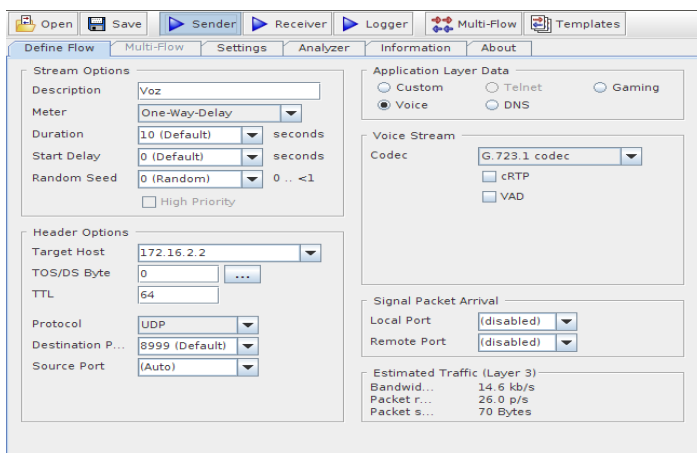 Open Save Sender Receiver Logger Multi-Flow Templates
Define Flow Multi-Flow Settings Analyzer Information About
Stream Options
Description Voz
Meter One-Way-Delay
Duration 10 (Default) seconds
Start Delay 0 (Default) seconds
Random Seed 0 (Random) 0 .. <1
High Priority
Header Options
Target Host 172.16.2.2
TOS/DS Byte 0 ...
TTL 64
Protocol UDP
Destination P... 8999 (Default)
Source Port (Auto)
Application Layer Data
Custom Telnet Gaming
Voice DNS
Voice Stream
Codec G.723.1 codec
cRTP
VAD
Signal Packet Arrival
Local Port (disabled)
Remote Port (disabled)
Estimated Traffic (Layer 3)
Bandwid... 14.6 kb/s
Packet r... 26.0 p/s
Packet s... 70 Bytes